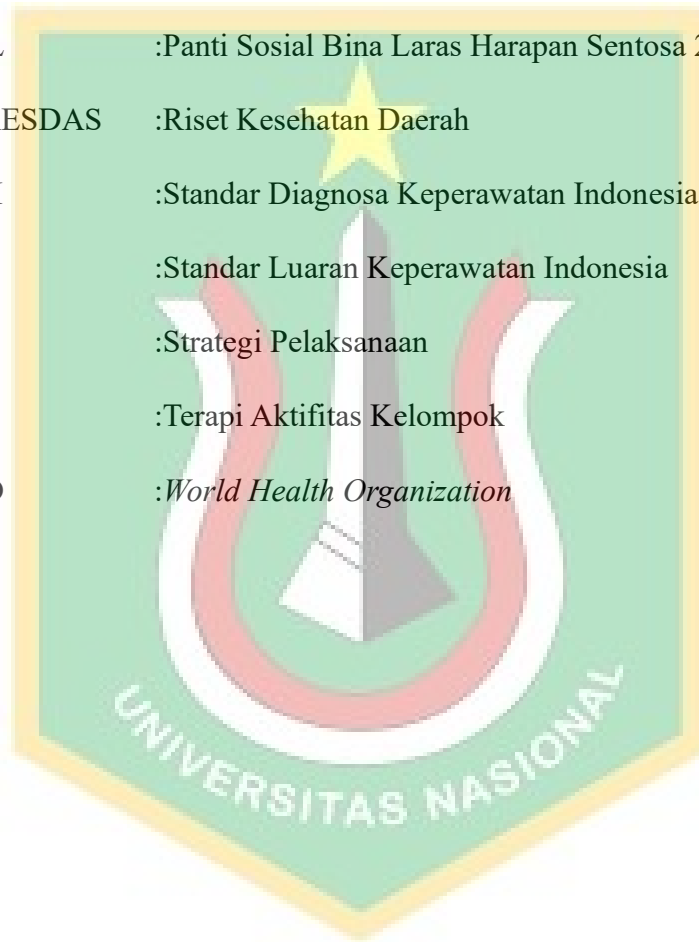 :Panti Sosial Bina Laras Harapan Sentosa 2
ESDAS :Riset Kesehatan Daerah
:Standar Diagnosa Keperawatan Indonesia
:Standar Luaran Keperawatan Indonesia
:Strategi Pelaksanaan
:Terapi Aktifitas Kelompok
:World Health Organization
UNIVERSITAS NASIONAL